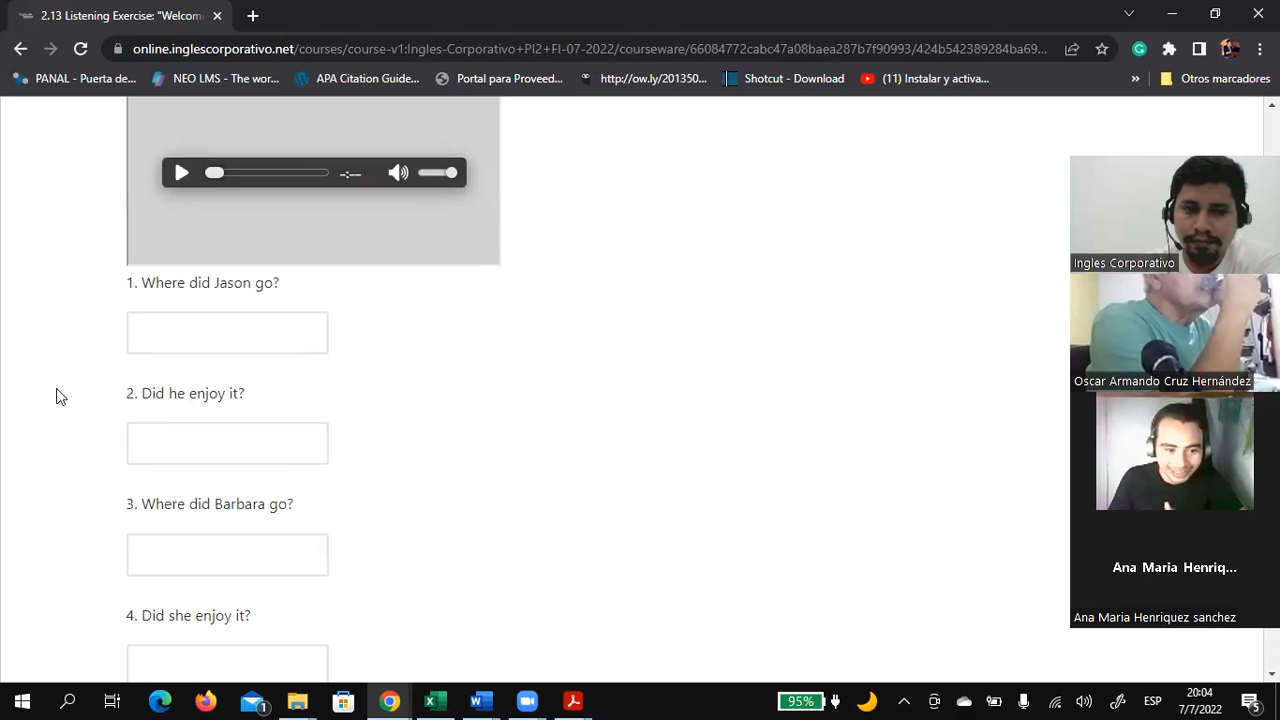 2.13 Listening Exercise: "Welcom
online.inglescorporativo.net/courses/course-v1:Ingles-Corporativo+PI2+FI-07-2022/courseware/66084772cabc47a08baea287b7f90993/424b542389284ba69...
PANAL - Puerta de...
NEO LMS - The wor...
APA Citation Guide...
Portal para Proveed...
http://ow.ly/201350...
Shotcut - Download
(11) Instalar y activa...
»
Otros marcadores
-:--
1. Where did Jason go?
2. Did he enjoy it?
3. Where did Barbara go?
4. Did she enjoy it?
Ingles Corporativo
Oscar Armando Cruz Hernández
Ana Maria Henriq...
Ana Maria Henriquez sanchez
1
95%
ESP
20:04
7/7/2022
5